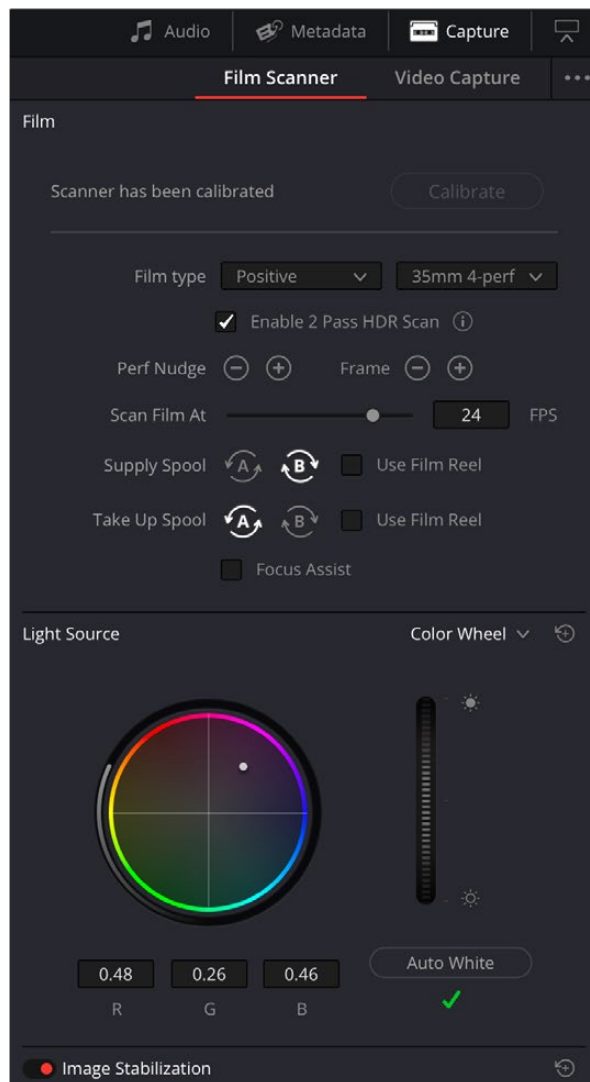 Audio Metadata Capture
Film Scanner Video Capture
Film
Scanner has been calibrated Calibrate
Film type Positive 35mm 4-perf
Enable 2 Pass HDR Scan
Perf Nudge Frame
Scan Film At 24 FPS
Supply Spool A B Use Film Reel
Take Up Spool A B Use Film Reel
Focus Assist
Light Source Color Wheel
Auto White
0.48 0.26 0.46
R G B
Image Stabilization